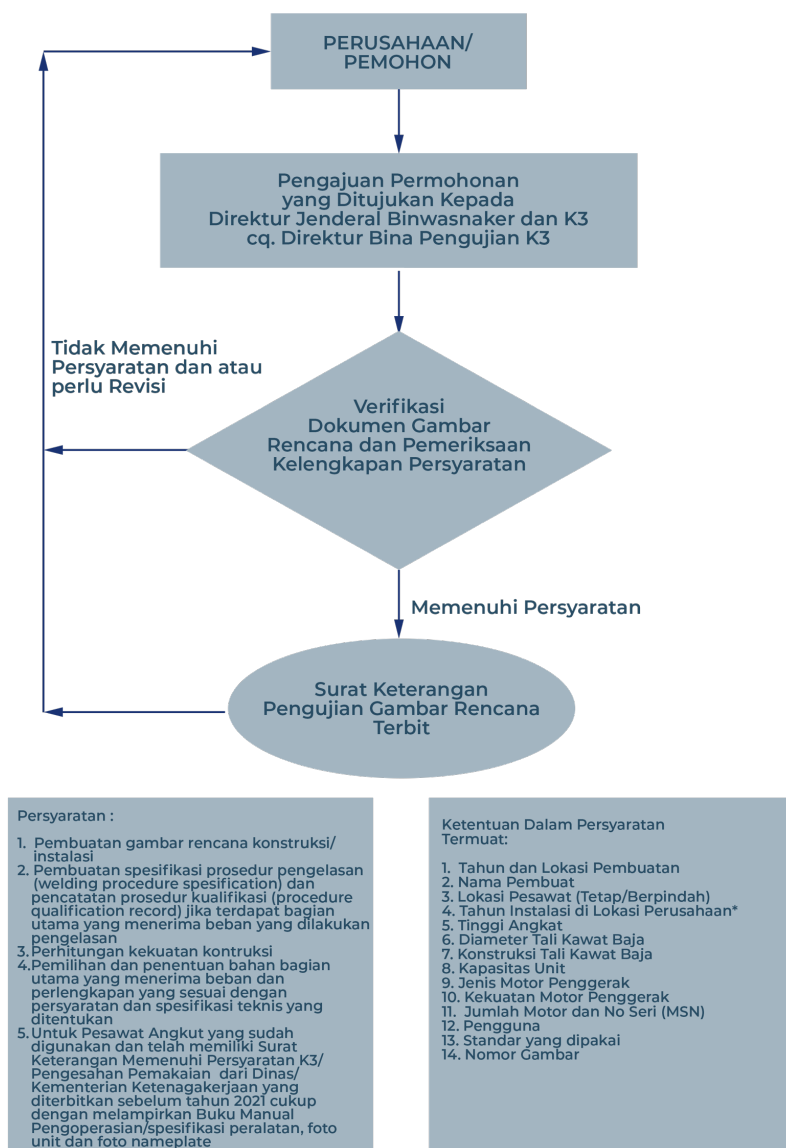 PERUSAHAAN/
PEMOHON
Pengajuan Permohonan
yang Ditujukan Kepada
Direktur Jenderal Binwasnaker dan K3
cq. Direktur Bina Pengujian K3
Tidak Memenuhi
Persyaratan dan atau
perlu Revisi
Verifikasi
Dokumen Gambar
Rencana dan Pemeriksaan
Kelengkapan Persyaratan
Memenuhi Persyaratan
Surat Keterangan
Pengujian Gambar Rencana
Terbit
Persyaratan :
1. Pembuatan gambar rencana konstruksi/
instalasi
2. Pembuatan spesifikasi prosedur pengelasan
(welding procedure spesification) dan
pencatatan prosedur kualifikasi (procedure
qualification record) jika terdapat bagian
utama yang menerima beban yang dilakukan
pengelasan
3. Perhitungan kekuatan kontruksi
4. Pemilihan dan penentuan bahan bagian
utama yang menerima beban dan
perlengkapan yang sesuai dengan
persyaratan dan spesifikasi teknis yang
ditentukan
5. Untuk Pesawat Angkut yang sudah
digunakan dan telah memiliki Surat
Keterangan Memenuhi Persyaratan K3/
Pengesahan Pemakaian dari Dinas/
Kementerian Ketenagakerjaan yang
diterbitkan sebelum tahun 2021 cukup
dengan melampirkan Buku Manual
Pengoperasian/spesifikasi peralatan, foto
unit dan foto nameplate
Ketentuan Dalam Persyaratan
Termuat:
1. Tahun dan Lokasi Pembuatan
2. Nama Pembuat
3. Lokasi Pesawat (Tetap/Berpindah)
4. Tahun Instalasi di Lokasi Perusahaan*
5. Tinggi Angkat
6. Diameter Tali Kawat Baja
7. Konstruksi Tali Kawat Baja
8. Kapasitas Unit
9. Jenis Motor Penggerak
10. Kekuatan Motor Penggerak
11. Jumlah Motor dan No Seri (MSN)
12. Pengguna
13. Standar yang dipakai
14. Nomor Gambar